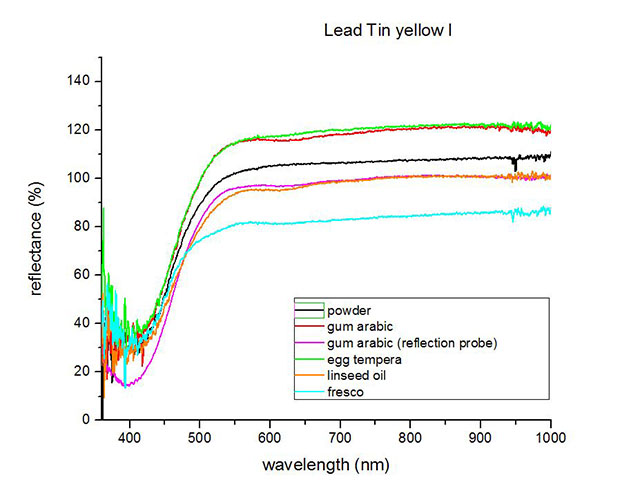 Lead Tin yellow I
140
120
100
80
60
40
20
0
reflectance (%)
powder
gum arabic
gum arabic (reflection probe)
egg tempera
linseed oil
fresco
400 500 600 700 800 900 1000
wavelength (nm)